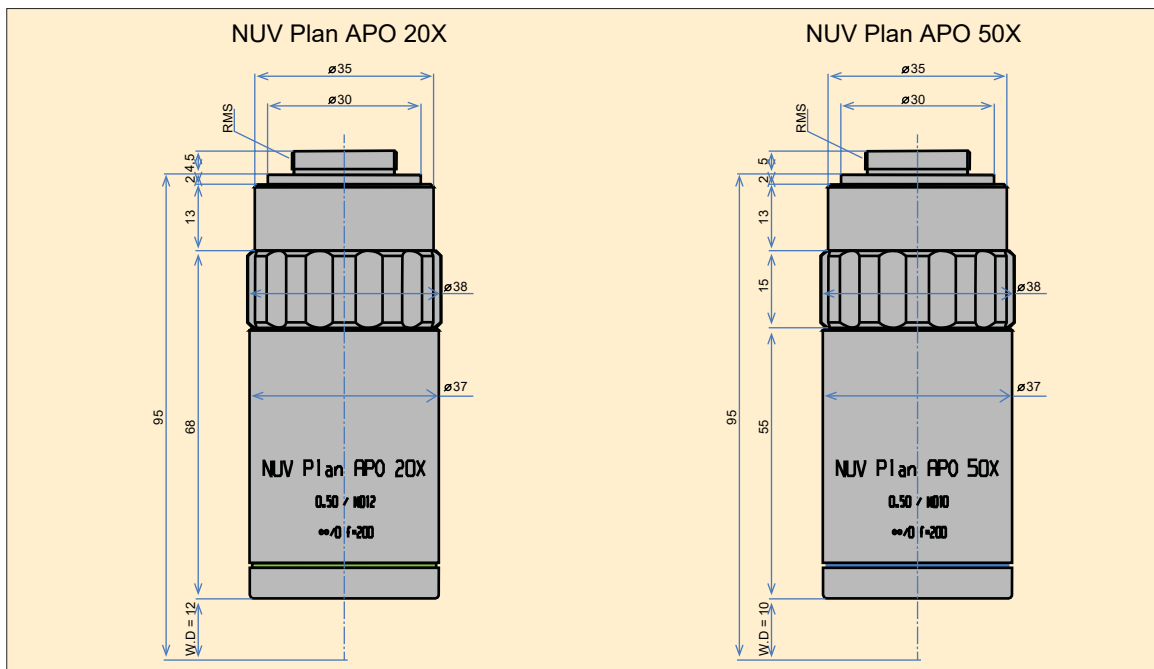 NUV Plan APO 20X
ø35
ø30
RMS
4,5
2
13
ø38
ø37
95
68
NUV Plan APO 20X
0.50 / WD12
∞/0 f=200
W.D = 12
NUV Plan APO 50X
ø35
ø30
RMS
5
2
13
15
ø38
ø37
95
55
NUV Plan APO 50X
0.50 / WD10
∞/0 f=200
W.D = 10